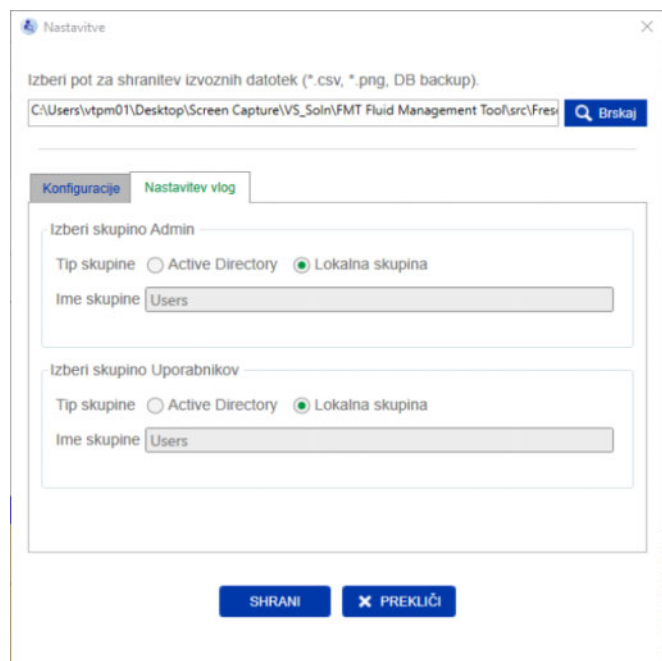 Nastavitve
Izberi pot za shranitev izvoznih datotek (*.csv, *.png, DB backup).
C:\Users\vtpm01\Desktop\Screen Capture\VS_Soln\FMT Fluid Management Tool\src\Frese Brskaj
Konfiguracije Nastavitev vlog
Izberi skupino Admin
Tip skupine Active Directory Lokalna skupina
Ime skupine Users
Izberi skupino Uporabnikov
Tip skupine Active Directory Lokalna skupina
Ime skupine Users
SHRANI PREKLIČI